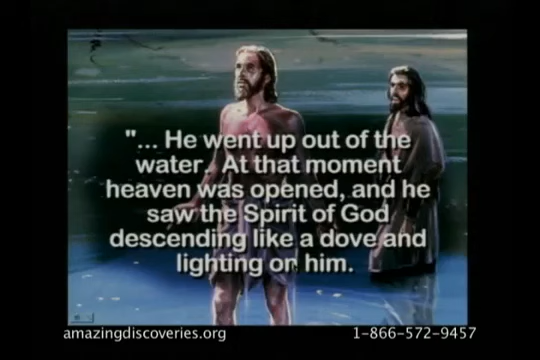 "... He went up out of the
water. At that moment
heaven was opened, and he
saw the Spirit of God
descending like a dove and
lighting on him.
amazingdiscoveries.org 1-866-572-9457